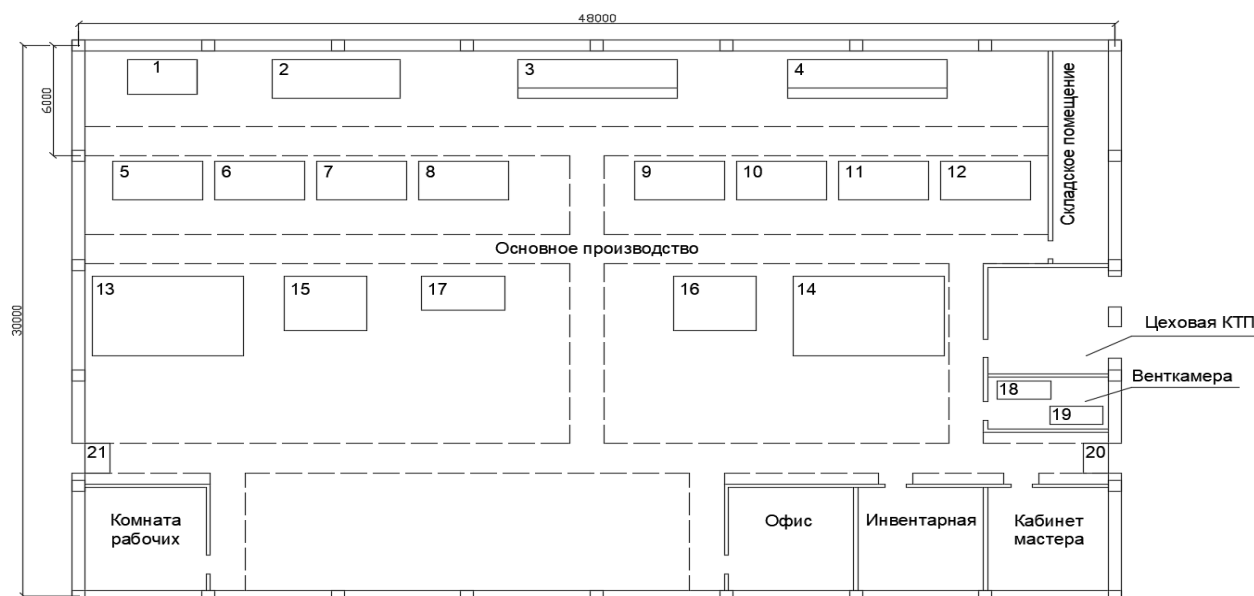 48000
6000
30000
1
2
3
4
Складское помещение
5
6
7
8
9
10
11
12
Основное производство
13
15
17
16
14
Цеховая КТП
Венткамера
18
19
21
20
Комната
рабочих
Офис
Инвентарная
Кабинет
мастера